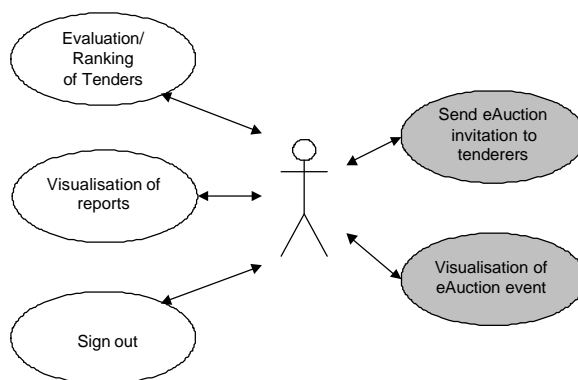 Evaluation/
Ranking
of Tenders
Send eAuction
invitation to
tenderers
Visualisation of
reports
Visualisation of
eAuction event
Sign out